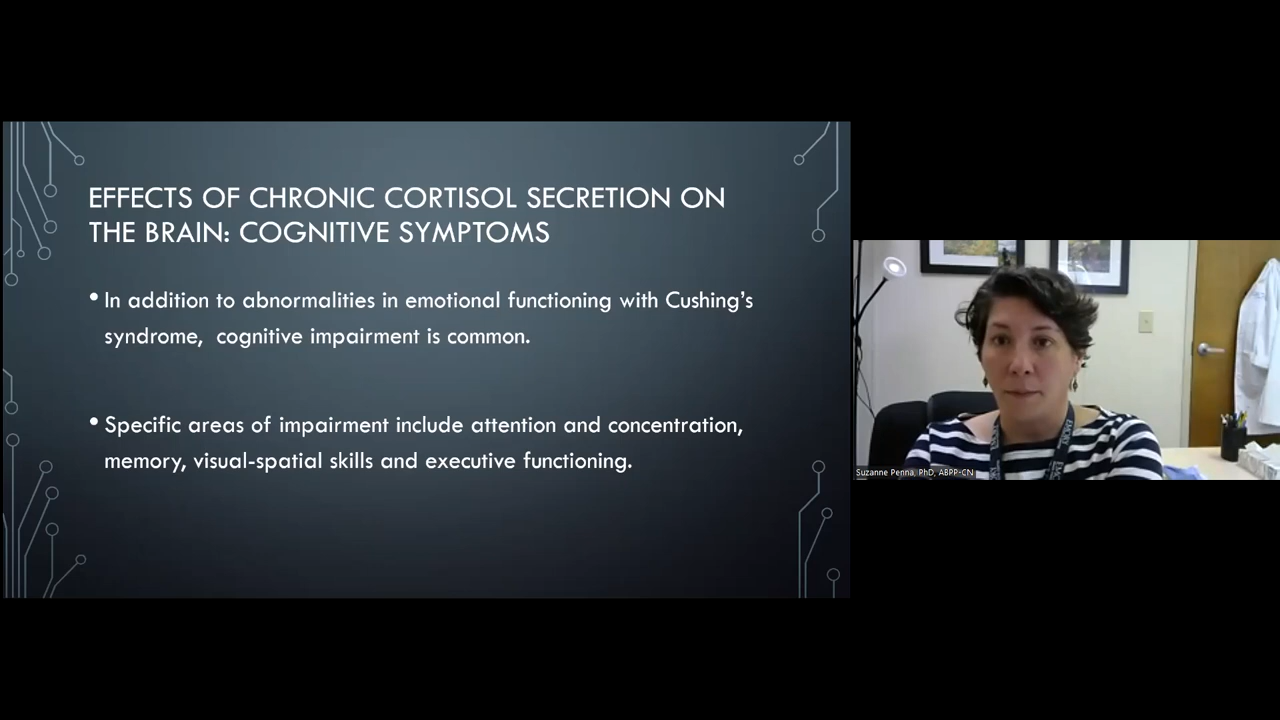 EFFECTS OF CHRONIC CORTISOL SECRETION ON
THE BRAIN: COGNITIVE SYMPTOMS
• In addition to abnormalities in emotional functioning with Cushing’s
syndrome,  cognitive impairment is common.
• Specific areas of impairment include attention and concentration,
memory, visual-spatial skills and executive functioning.
Suzanne Penna, PhD, ABPP-CN